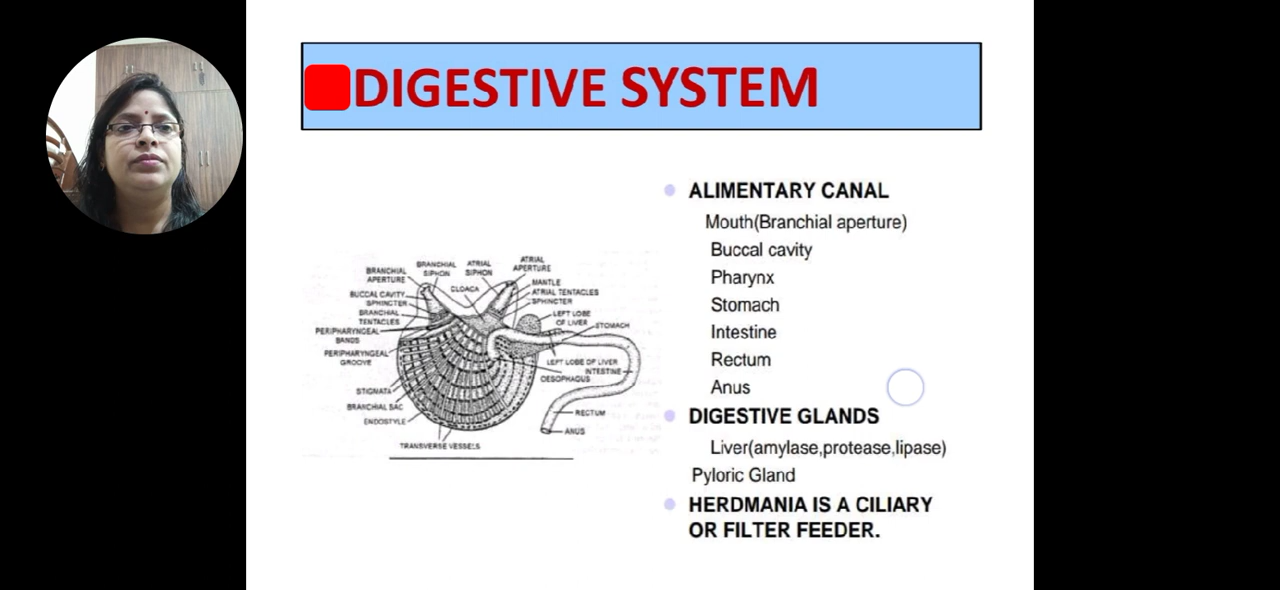 DIGESTIVE SYSTEM
ALIMENTARY CANAL
Mouth(Branchial aperture)
Buccal cavity
Pharynx
Stomach
Intestine
Rectum
Anus
DIGESTIVE GLANDS
Liver(amylase,protease,lipase)
Pyloric Gland
HERDMANIA IS A CILIARY
OR FILTER FEEDER.
BRANCHIAL
APERTURE
BRANCHIAL
SIPHON
ATRIAL
SIPHON
ATRIAL
APERTURE
CLOACA
MANTLE
ATRIAL TENTACLES
SPHINCTER
BUCCAL CAVITY
SPHINCTER
BRANCHIAL
TENTACLES
PERIPHARYNGEAL
BANDS
PERIPHARYNGEAL
GROOVE
STIGMATA
BRANCHIAL SAC
ENDOSTYLE
TRANSVERSE VESSELS
LEFT LOBE
OF LIVER
STOMACH
LEFT LOBE OF LIVER
INTESTINE
OESOPHAGUS
RECTUM
ANUS